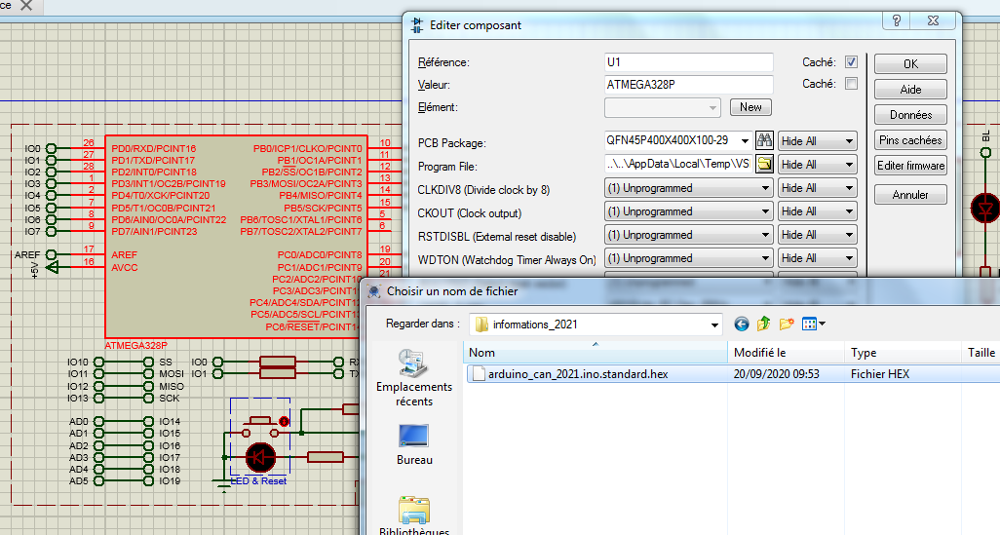 ce
Editer composant
Référence: U1 Caché:
Valeur: ATMEGA328P Caché:
Elément: New
PCB Package: QFN45P400X400X100-29 Hide All
Program File: ..\..\AppData\Local\Temp\VS Hide All
CLKDIV8 (Divide clock by 8) (1) Unprogrammed Hide All
CKOUT (Clock output) (1) Unprogrammed Hide All
RSTDISBL (External reset disable) (1) Unprogrammed Hide All
WDTON (Watchdog Timer Always On) (1) Unprogrammed Hide All
OK
Aide
Données
Pins cachées
Editer firmware
Annuler
IO0 26 PD0/RXD/PCINT16 PB0/ICP1/CLKO/PCINT0 10
IO1 27 PD1/TXD/PCINT17 PB1/OC1A/PCINT1 11
IO2 28 PD2/INT0/PCINT18 PB2/SS/OC1B/PCINT2 12
IO3 1 PD3/INT1/OC2B/PCINT19 PB3/MOSI/OC2A/PCINT3 13
IO4 2 PD4/T0/XCK/PCINT20 PB4/MISO/PCINT4 14
IO5 7 PD5/T1/OC0B/PCINT21 PB5/SCK/PCINT5 15
IO6 8 PD6/AIN0/OC0A/PCINT22 PB6/TOSC1/XTAL1/PCINT6 5
IO7 9 PD7/AIN1/PCINT23 PB7/TOSC2/XTAL2/PCINT7 6
AREF 17 AREF PC0/ADC0/PCINT8 19
+5V 16 AVCC PC1/ADC1/PCINT9 20
PC2/ADC2/PCINT10 21
PC3/ADC3/PCINT11
PC4/ADC4/SDA/PCINT12
PC5/ADC5/SCL/PCINT13
PC6/RESET/PCINT14
ATMEGA328P
BL
IO10 SS
IO11 MOSI
IO12 MISO
IO13 SCK
IO0 RX
IO1 TX
AD0 IO14
AD1 IO15
AD2 IO16
AD3 IO17
AD4 IO18
AD5 IO19
LED & Reset
Choisir un nom de fichier
Regarder dans : informations_2021
Nom Modifié le Type Taille
arduino_can_2021.ino.standard.hex 20/09/2020 09:53 Fichier HEX
Emplacements
récents
Bureau
Bibliothèques